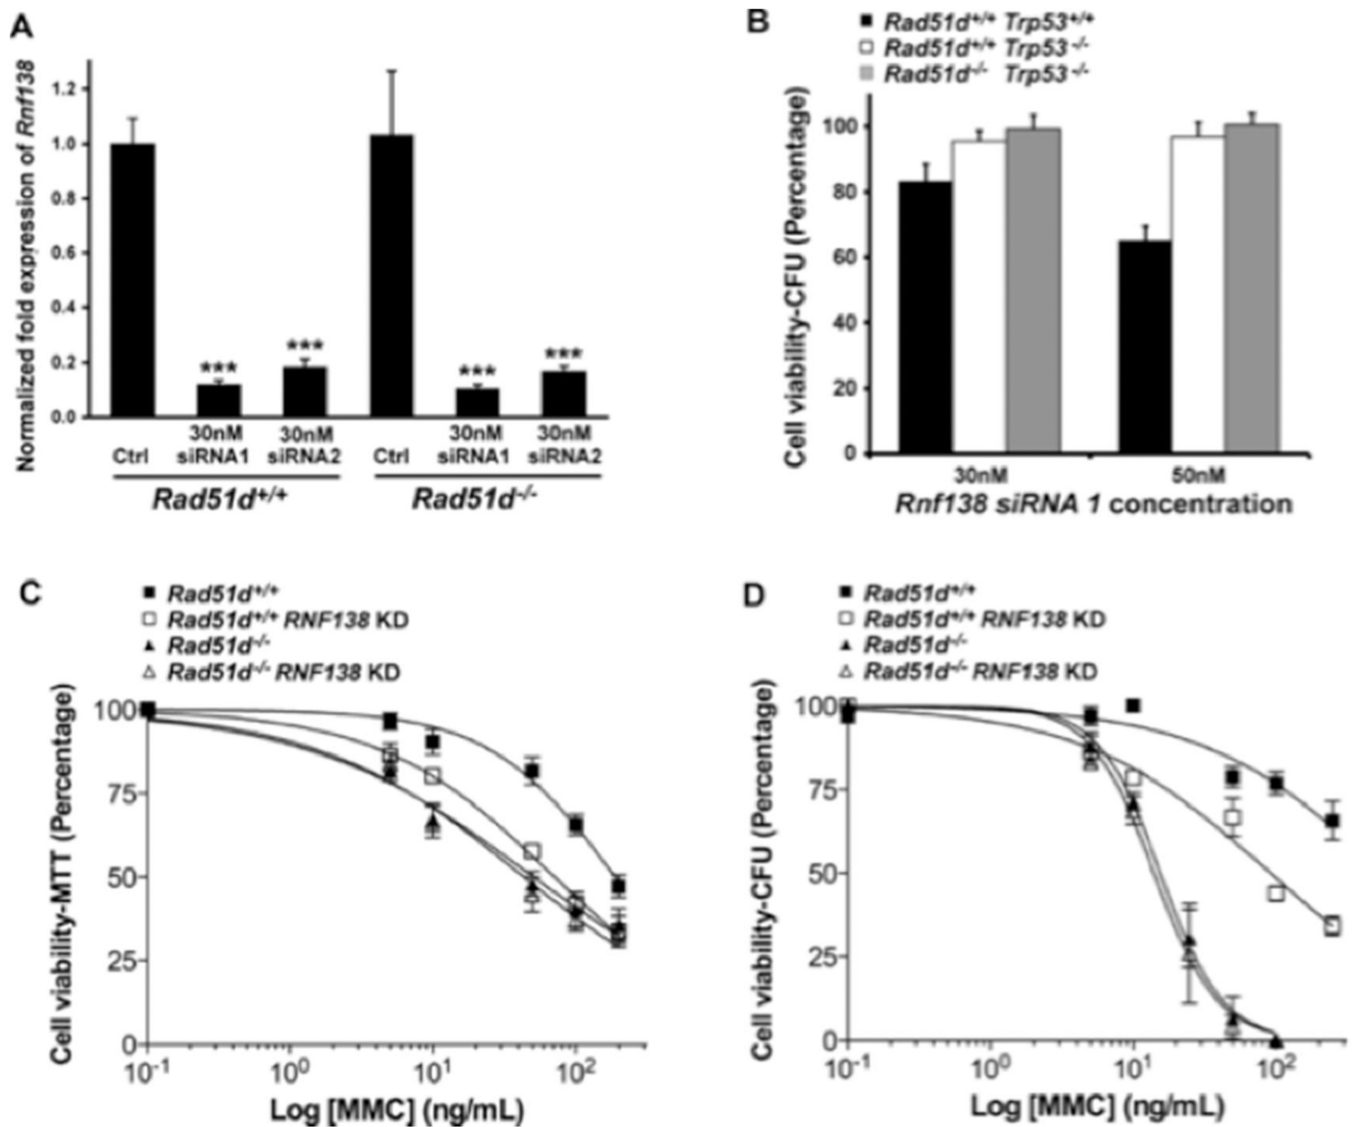 A
Normalized fold expression of Rnf138
1.2
1.0
0.8
0.6
0.4
0.2
0.0
*** *** *** ***
Ctrl 30nM siRNA1 30nM siRNA2 Ctrl 30nM siRNA1 30nM siRNA2
Rad51d+/+ Rad51d-/-
B
Rad51d+/+ Trp53+/+
Rad51d+/+ Trp53-/-
Rad51d-/- Trp53-/-
Cell viability-CFU (Percentage)
100
80
60
40
20
0
30nM 50nM
Rnf138 siRNA 1 concentration
C
Rad51d+/+
Rad51d+/+ RNF138 KD
Rad51d-/-
Rad51d-/- RNF138 KD
Cell viability-MTT (Percentage)
100
75
50
25
0
10-1 100 101 102
Log [MMC] (ng/mL)
D
Rad51d+/+
Rad51d+/+ RNF138 KD
Rad51d-/-
Rad51d-/- RNF138 KD
Cell viability-CFU (Percentage)
100
75
50
25
0
10-1 100 101 102
Log [MMC] (ng/mL)